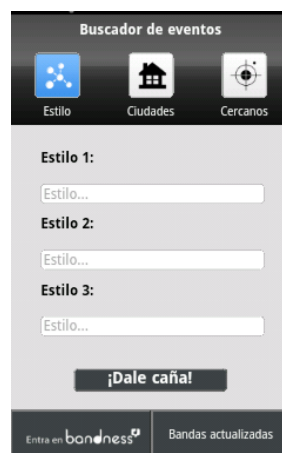 Buscador de eventos
Estilo Ciudades Cercanos
Estilo 1:
Estilo...
Estilo 2:
Estilo...
Estilo 3:
Estilo...
¡Dale caña!
Entra en bandness Bandas actualizadas